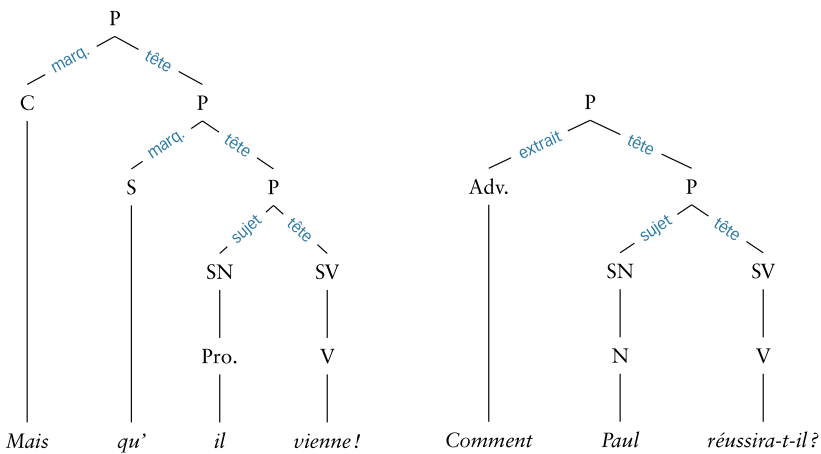 P
marq. tête
C P P
marq. tête extrait tête
S P Adv. P
sujet tête sujet tête
SN SV SN SV
Pro. V N V
Mais qu’ il vienne ! Comment Paul réussira-t-il ?